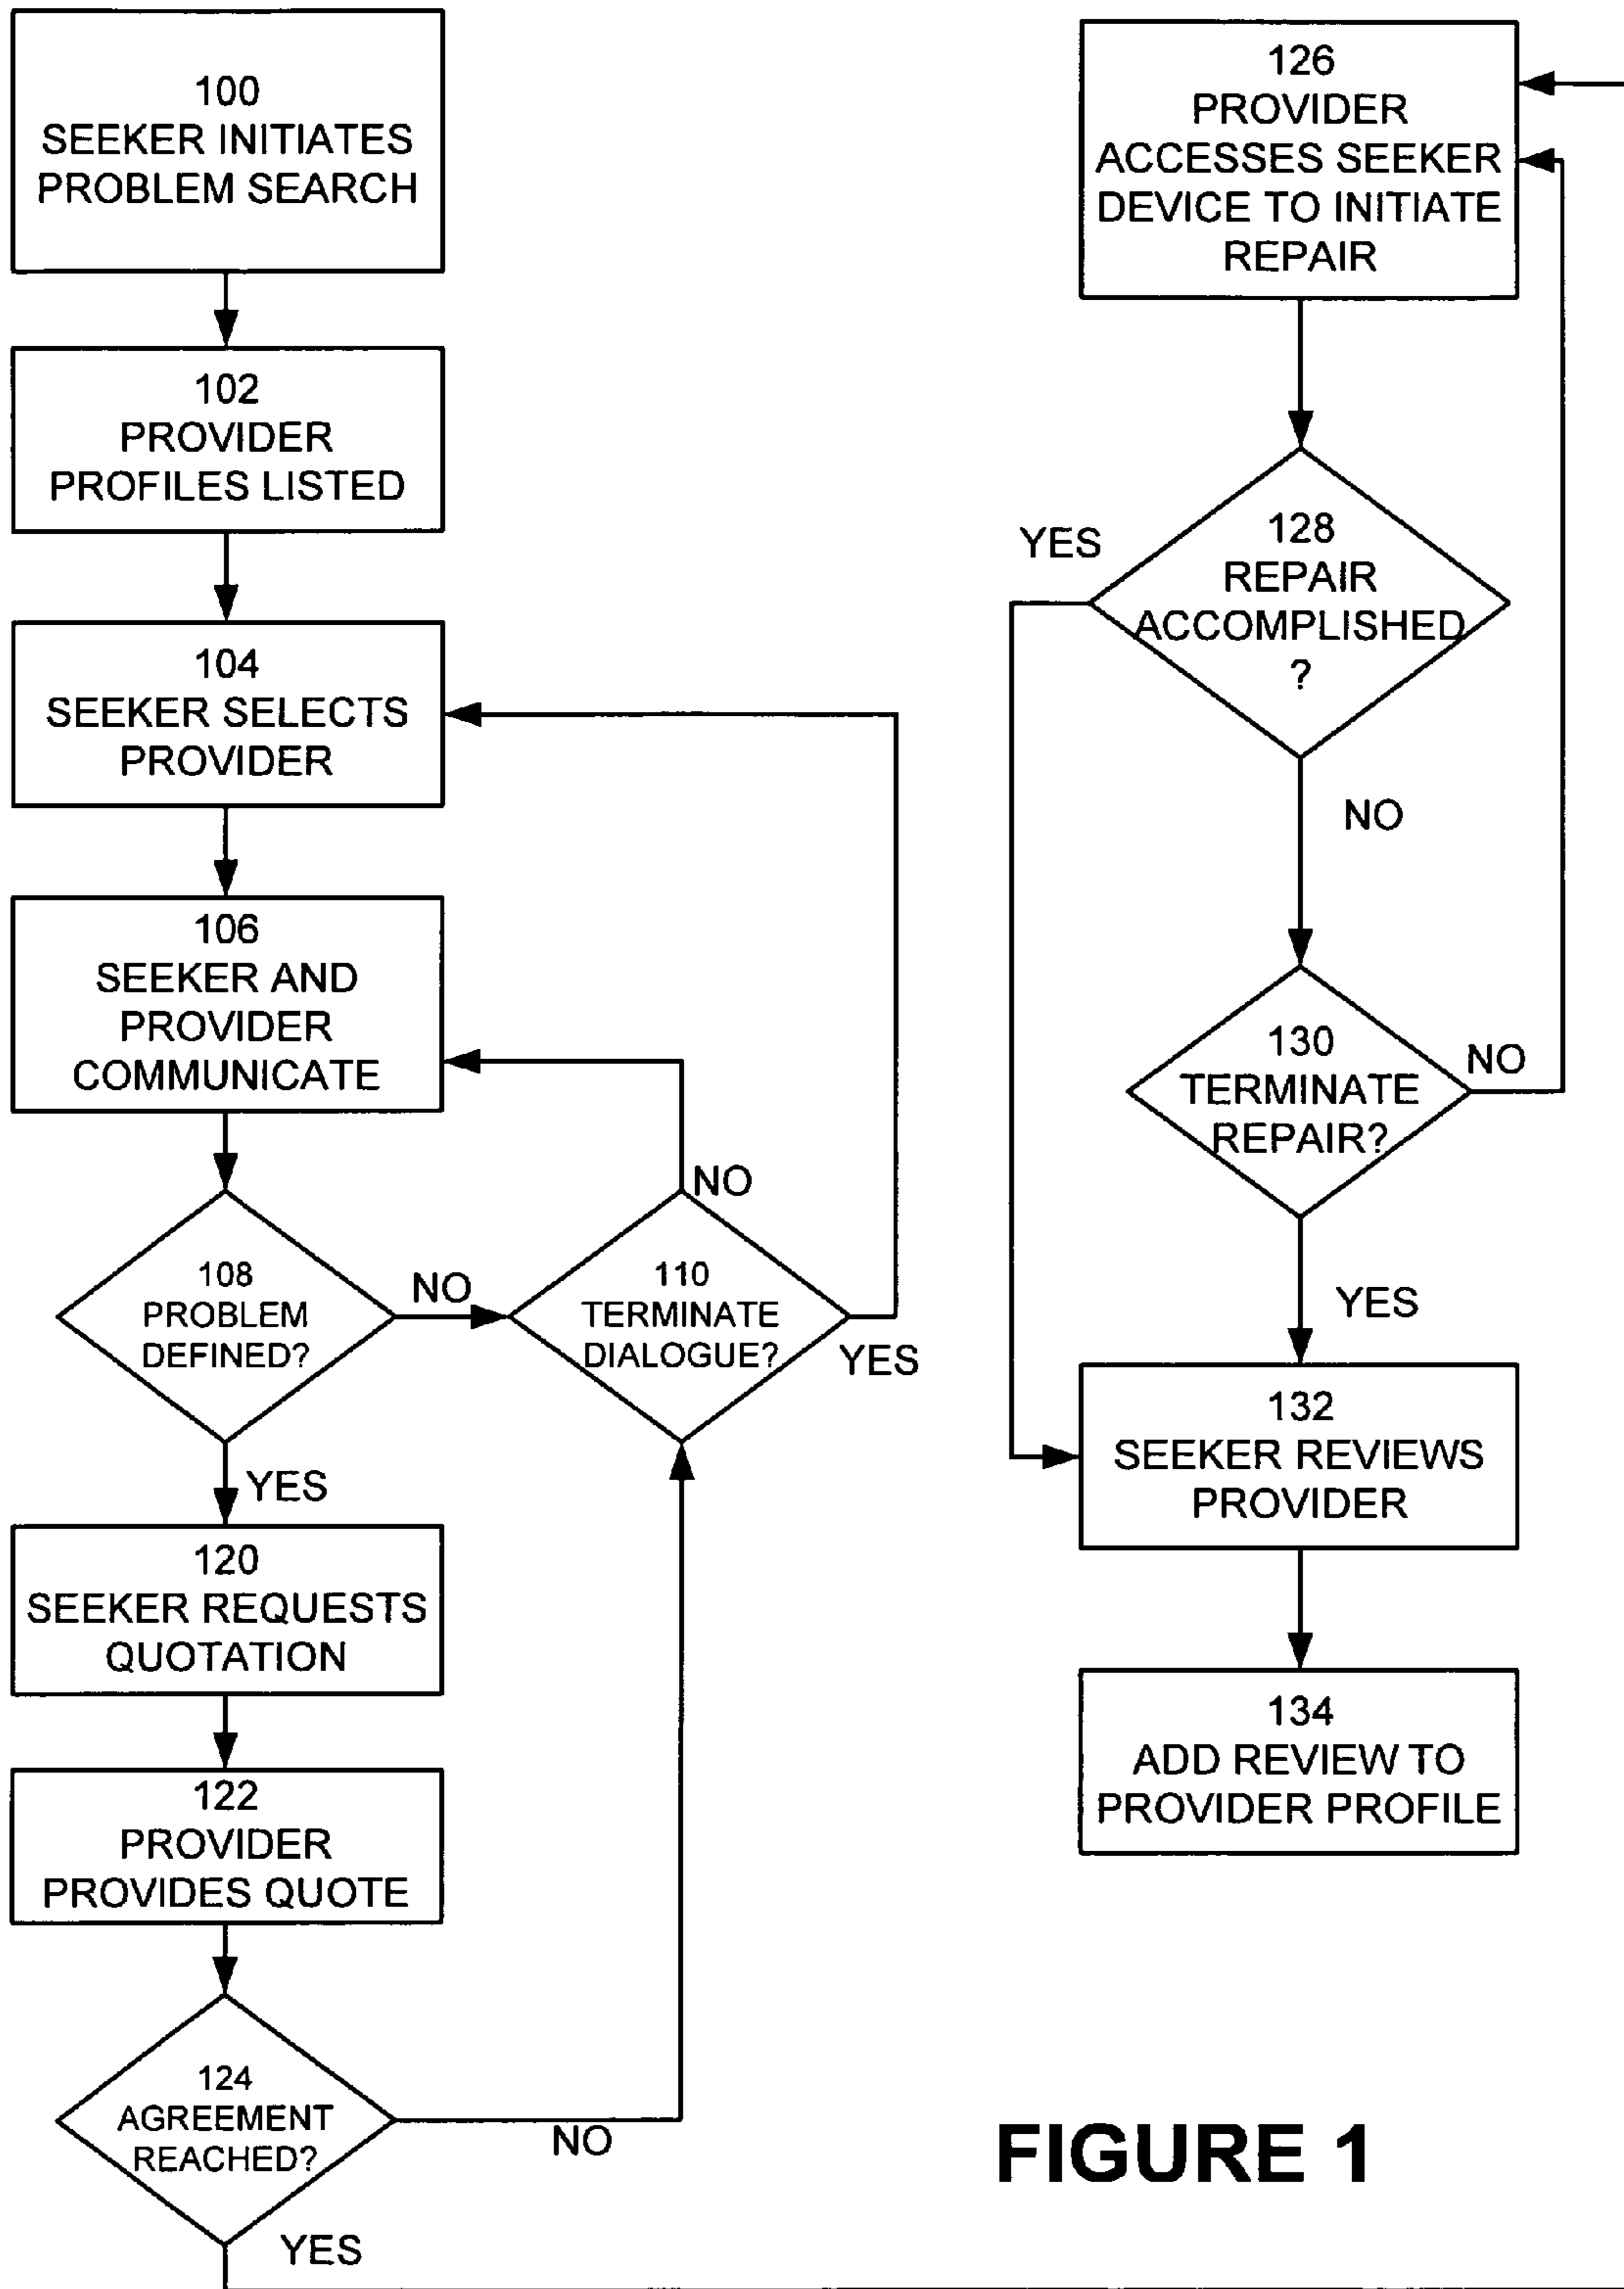 100
SEEKER INITIATES
PROBLEM SEARCH
102
PROVIDER
PROFILES LISTED
104
SEEKER SELECTS
PROVIDER
106
SEEKER AND
PROVIDER
COMMUNICATE
NO
108
PROBLEM
DEFINED?
NO
110
TERMINATE
DIALOGUE?
YES
YES
120
SEEKER REQUESTS
QUOTATION
122
PROVIDER
PROVIDES QUOTE
124
AGREEMENT
REACHED?
NO
YES
126
PROVIDER
ACCESSES SEEKER
DEVICE TO INITIATE
REPAIR
YES
128
REPAIR
ACCOMPLISHED
?
NO
130
TERMINATE
REPAIR?
NO
YES
132
SEEKER REVIEWS
PROVIDER
134
ADD REVIEW TO
PROVIDER PROFILE
FIGURE 1